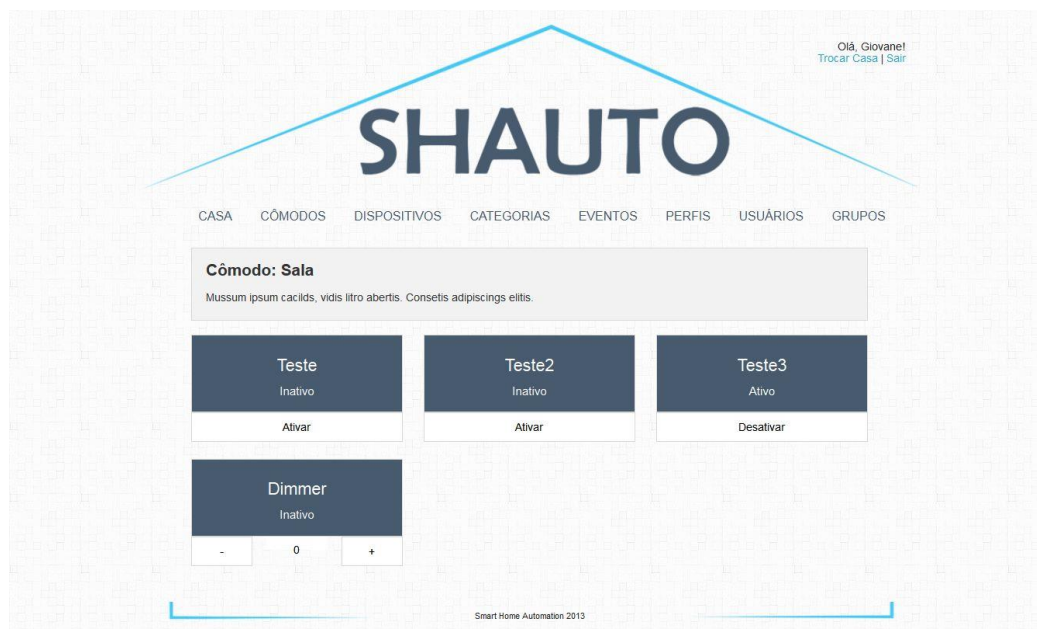 Olá, Giovane!
Trocar Casa | Sair
SHAUTO
CASA CÔMODOS DISPOSITIVOS CATEGORIAS EVENTOS PERFIS USUÁRIOS GRUPOS
Cômodo: Sala
Mussum ipsum cacilds, vidis litro abertis. Consetis adipiscings elitis.
Teste Teste2 Teste3
Inativo Inativo Ativo
Ativar Ativar Desativar
Dimmer
Inativo
- 0 +
Smart Home Automation 2013